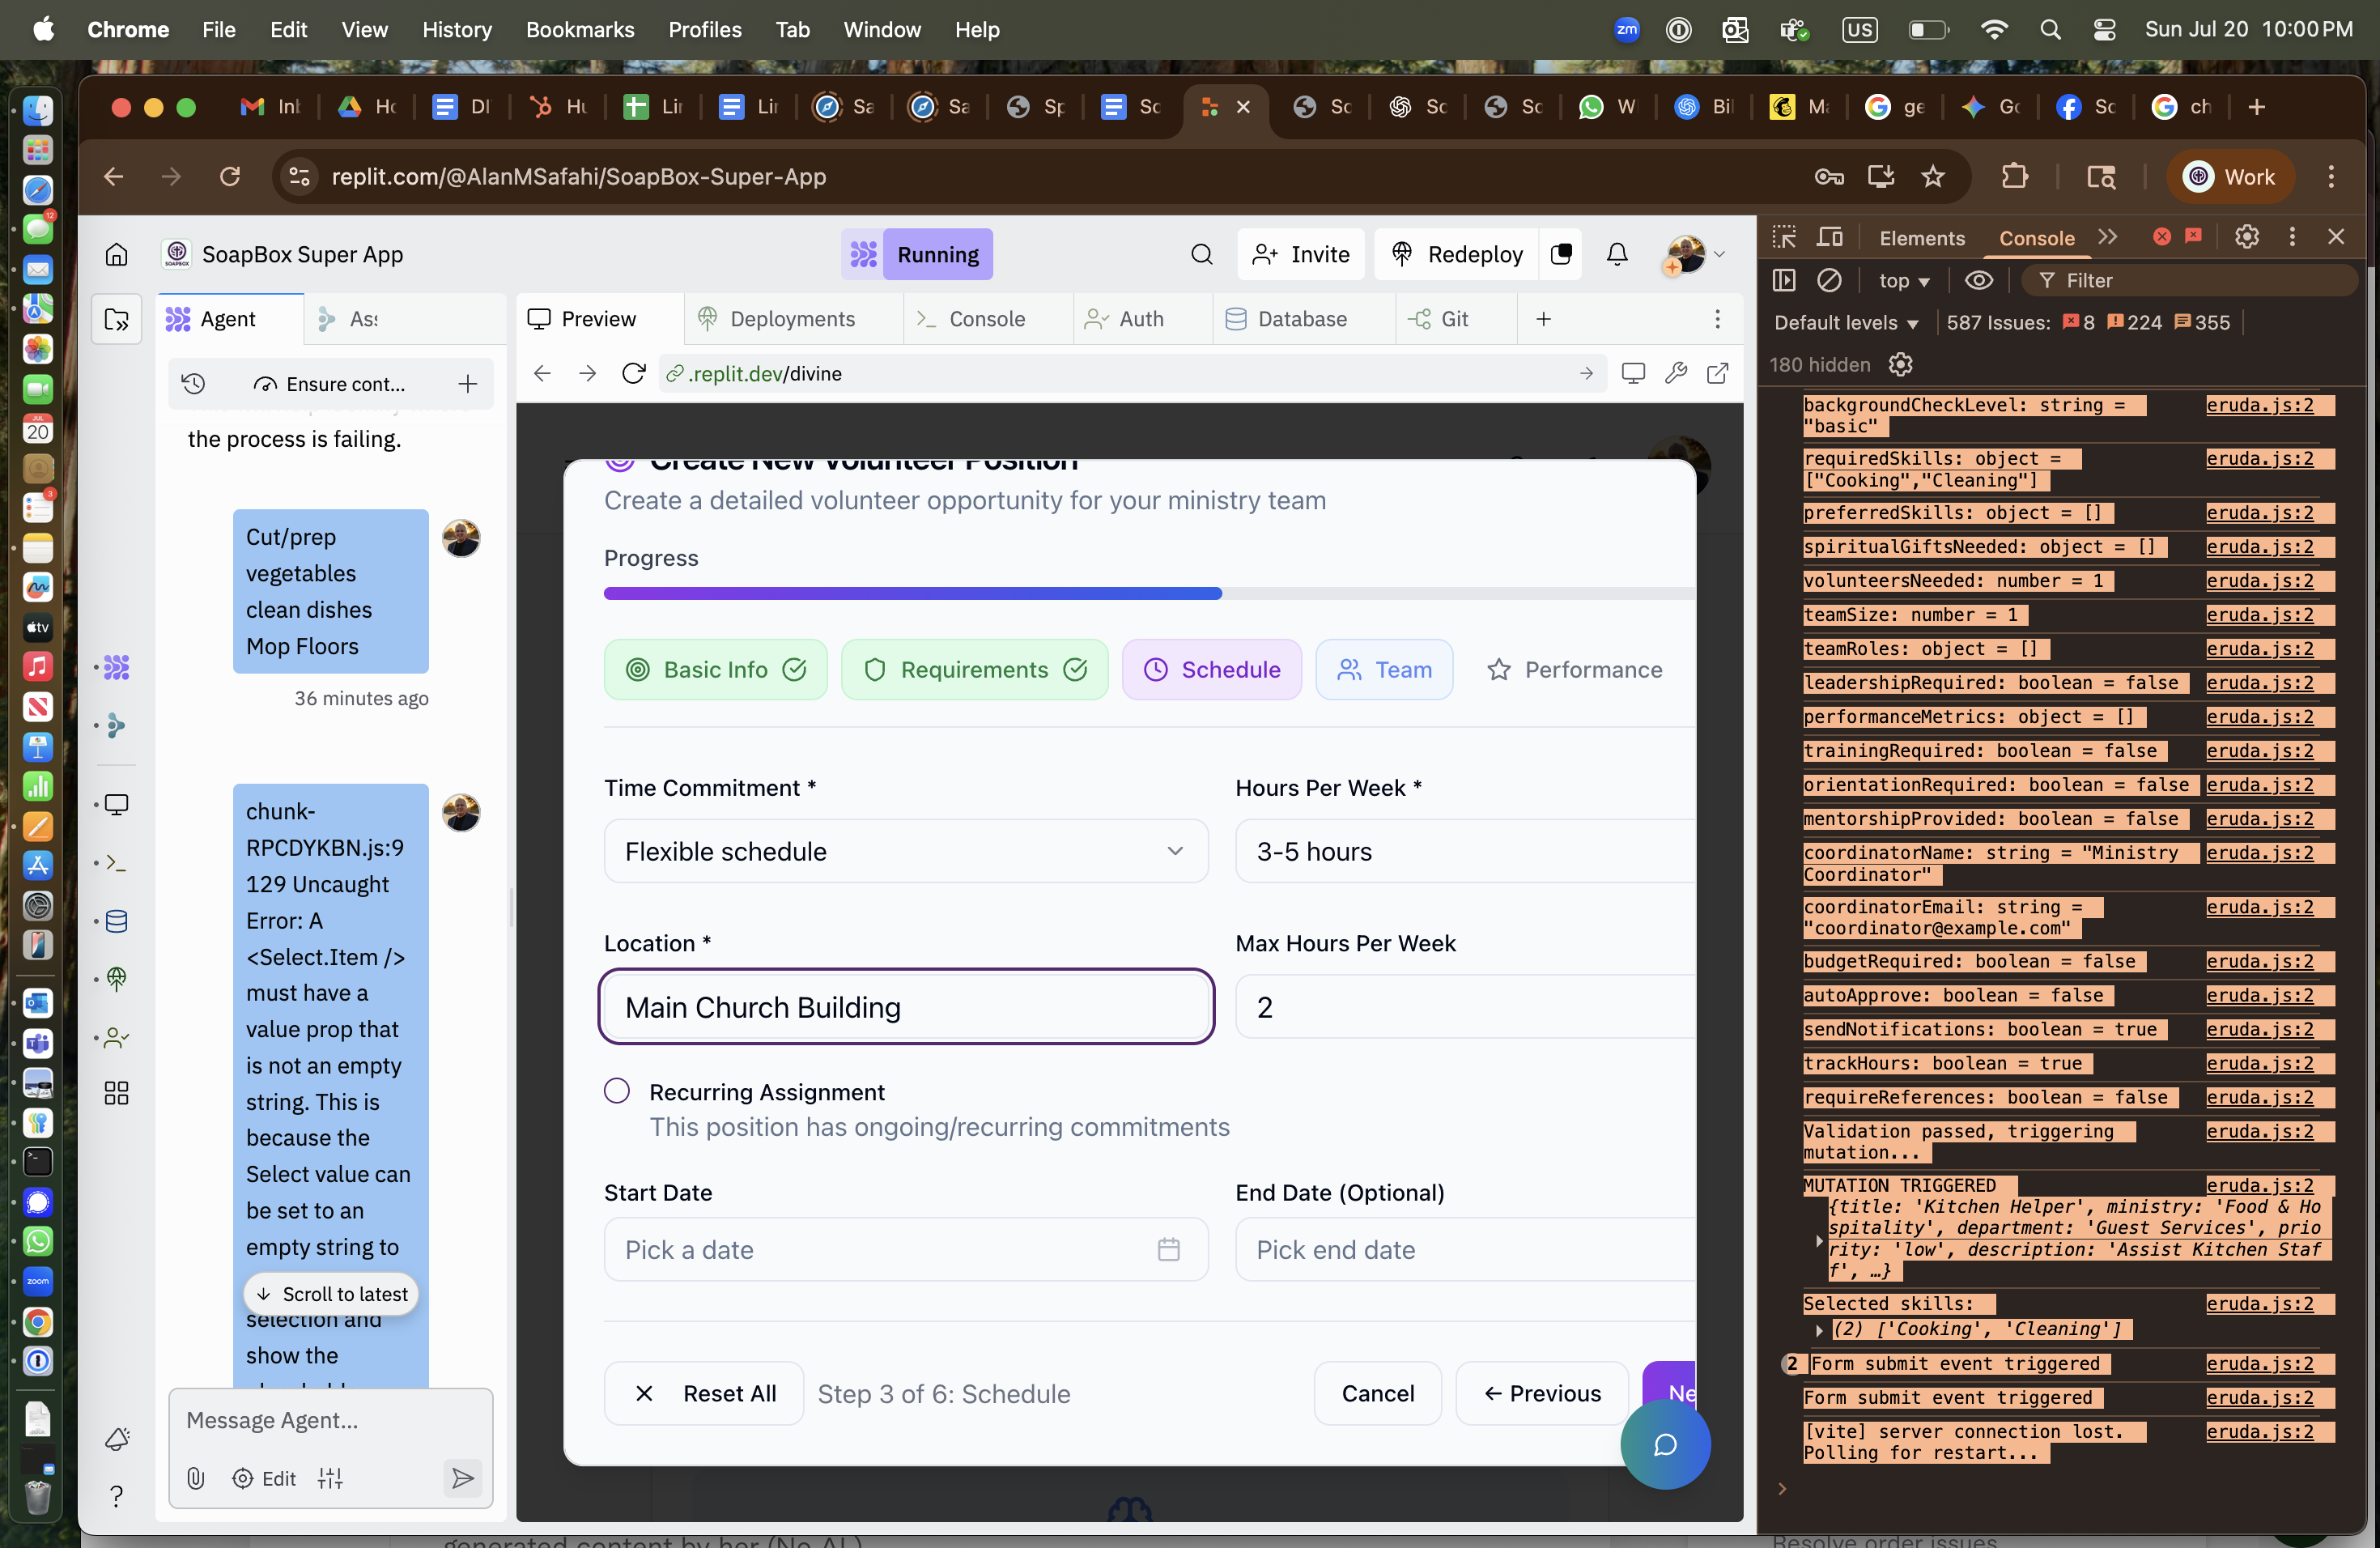 Chrome File Edit View History Bookmarks Profiles Tab Window Help
zm US Sun Jul 20 10:00 PM
Inb Hc DI Hu Lir Lir Sa Sa Sp Sc Sc Sc Sc W Bil Ma ge Gc Sc ch
replit.com/@AlanMSafahi/SoapBox-Super-App
Work
SoapBox Super App
Running
Invite
Redeploy
Agent
Ass
Preview
Deployments
Console
Auth
Database
Git
Ensure cont...
.replit.dev/divine
the process is failing.
Cut/prep
vegetables
clean dishes
Mop Floors
36 minutes ago
chunk-
RPCDYKBN.js:9
129 Uncaught
Error: A
<Select.Item />
must have a
value prop that
is not an empty
string. This is
because the
Select value can
be set to an
empty string to
Scroll to latest
selection and
show the
Message Agent...
Edit
Create New Volunteer Position
Create a detailed volunteer opportunity for your ministry team
Progress
Basic Info
Requirements
Schedule
Team
Performance
Time Commitment *
Hours Per Week *
Flexible schedule
3-5 hours
Location *
Max Hours Per Week
Main Church Building
2
Recurring Assignment
This position has ongoing/recurring commitments
Start Date
End Date (Optional)
Pick a date
Pick end date
Reset All
Step 3 of 6: Schedule
Cancel
← Previous
Ne
Elements
Console
top
Filter
Default levels
587 Issues: 8 224 355
180 hidden
backgroundCheckLevel: string = eruda.js:2
"basic"
requiredSkills: object = eruda.js:2
["Cooking","Cleaning"]
preferredSkills: object = [] eruda.js:2
spiritualGiftsNeeded: object = [] eruda.js:2
volunteersNeeded: number = 1 eruda.js:2
teamSize: number = 1 eruda.js:2
teamRoles: object = [] eruda.js:2
leadershipRequired: boolean = false eruda.js:2
performanceMetrics: object = [] eruda.js:2
trainingRequired: boolean = false eruda.js:2
orientationRequired: boolean = false eruda.js:2
mentorshipProvided: boolean = false eruda.js:2
coordinatorName: string = "Ministry eruda.js:2
Coordinator"
coordinatorEmail: string = eruda.js:2
"coordinator@example.com"
budgetRequired: boolean = false eruda.js:2
autoApprove: boolean = false eruda.js:2
sendNotifications: boolean = true eruda.js:2
trackHours: boolean = true eruda.js:2
requireReferences: boolean = false eruda.js:2
Validation passed, triggering eruda.js:2
mutation...
MUTATION TRIGGERED eruda.js:2
{title: 'Kitchen Helper', ministry: 'Food & Ho
spitality', department: 'Guest Services', prio
rity: 'low', description: 'Assist Kitchen Staf
f', …}
Selected skills: eruda.js:2
(2) ['Cooking', 'Cleaning']
2 Form submit event triggered eruda.js:2
Form submit event triggered eruda.js:2
[vite] server connection lost. eruda.js:2
Polling for restart...
generated content by her (No AI)
Resolve order issues